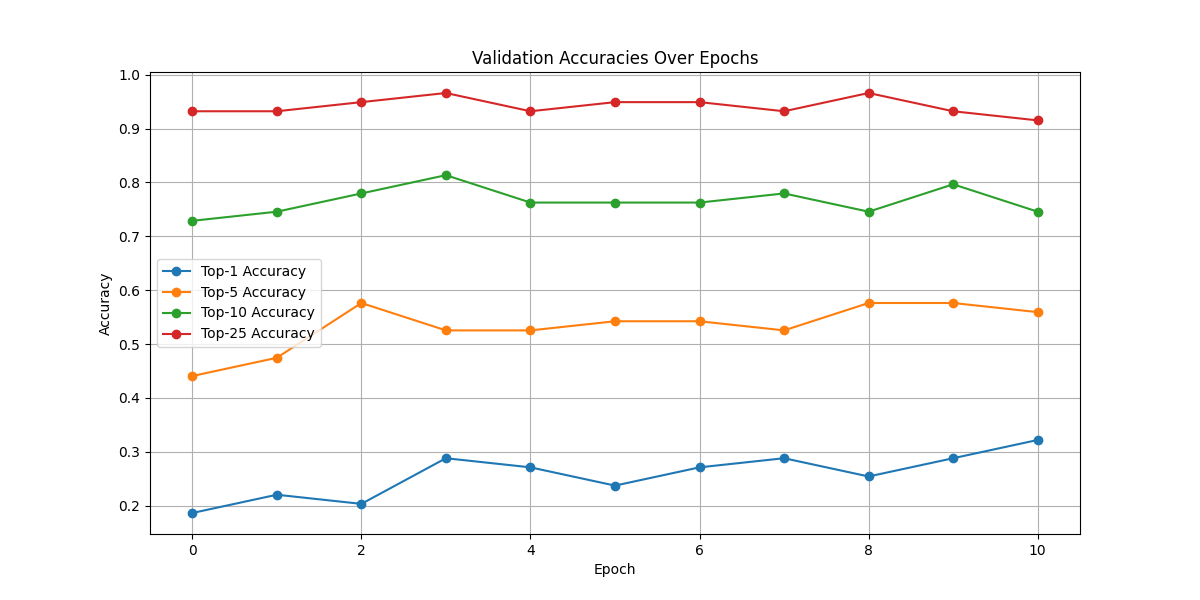 Validation Accuracies Over Epochs
1.0
0.9
0.8
0.7
0.6
0.5
0.4
0.3
0.2
Accuracy
Top-1 Accuracy
Top-5 Accuracy
Top-10 Accuracy
Top-25 Accuracy
0 2 4 6 8 10
Epoch